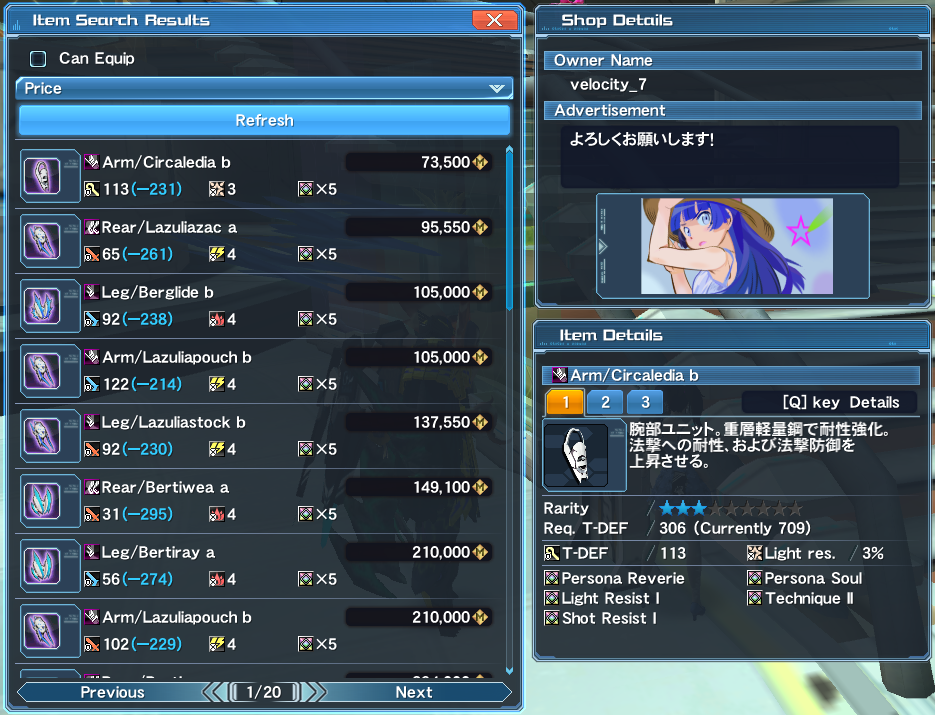 Item Search Results
Can Equip
Price
Refresh
Arm/Circaledia b 73,500
113(−231) 3 ×5
Rear/Lazuliazac a 95,550
65(−261) 4 ×5
Leg/Berglide b 105,000
92(−238) 4 ×5
Arm/Lazuliapouch b 105,000
122(−214) 4 ×5
Leg/Lazuliastock b 137,550
92(−230) 4 ×5
Rear/Bertiwea a 149,100
31(−295) 4 ×5
Leg/Bertiray a 210,000
56(−274) 4 ×5
Arm/Lazuliapouch b 210,000
102(−229) 4 ×5
Previous 1/20 Next
Shop Details
Owner Name
velocity_7
Advertisement
よろしくお願いします!
Item Details
Arm/Circaledia b
1 2 3 [Q] key Details
腕部ユニット。重層軽量鋼で耐性強化。
法撃への耐性、および法撃防御を
上昇させる。
Rarity /
Req. T-DEF / 306 (Currently 709)
T-DEF / 113 Light res. / 3%
Persona Reverie Persona Soul
Light Resist I Technique II
Shot Resist I